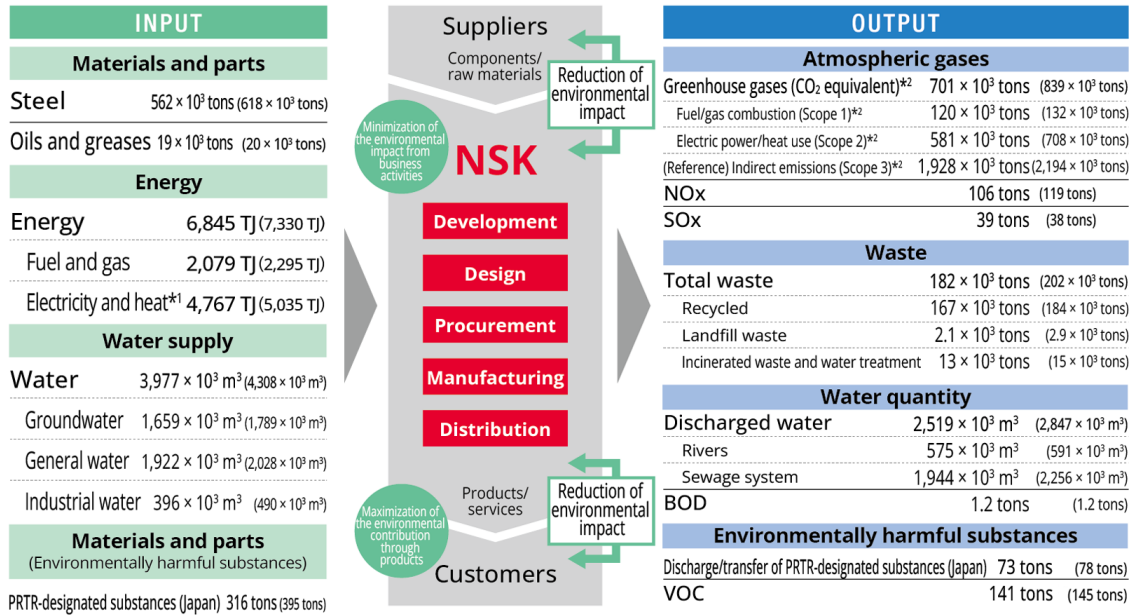 INPUT
Materials and parts
Steel 562 × 10³ tons (618 × 10³ tons)
Oils and greases 19 × 10³ tons (20 × 10³ tons)
Energy
Energy 6,845 TJ (7,330 TJ)
Fuel and gas 2,079 TJ (2,295 TJ)
Electricity and heat*¹ 4,767 TJ (5,035 TJ)
Water supply
Water 3,977 × 10³ m³ (4,308 × 10³ m³)
Groundwater 1,659 × 10³ m³ (1,789 × 10³ m³)
General water 1,922 × 10³ m³ (2,028 × 10³ m³)
Industrial water 396 × 10³ m³ (490 × 10³ m³)
Materials and parts
(Environmentally harmful substances)
PRTR-designated substances (Japan) 316 tons (395 tons)
Suppliers
Components/
raw materials
Reduction of
environmental
impact
Minimization of
the environmental
impact from
business
activities
NSK
Development
Design
Procurement
Manufacturing
Distribution
Products/
services
Reduction of
environmental
impact
Maximization of
the environmental
contribution
through
products
Customers
OUTPUT
Atmospheric gases
Greenhouse gases (CO₂ equivalent)*² 701 × 10³ tons (839 × 10³ tons)
Fuel/gas combustion (Scope 1)*² 120 × 10³ tons (132 × 10³ tons)
Electric power/heat use (Scope 2)*² 581 × 10³ tons (708 × 10³ tons)
(Reference) Indirect emissions (Scope 3)*² 1,928 × 10³ tons (2,194 × 10³ tons)
NOx 106 tons (119 tons)
SOx 39 tons (38 tons)
Waste
Total waste 182 × 10³ tons (202 × 10³ tons)
Recycled 167 × 10³ tons (184 × 10³ tons)
Landfill waste 2.1 × 10³ tons (2.9 × 10³ tons)
Incinerated waste and water treatment 13 × 10³ tons (15 × 10³ tons)
Water quantity
Discharged water 2,519 × 10³ m³ (2,847 × 10³ m³)
Rivers 575 × 10³ m³ (591 × 10³ m³)
Sewage system 1,944 × 10³ m³ (2,256 × 10³ m³)
BOD 1.2 tons (1.2 tons)
Environmentally harmful substances
Discharge/transfer of PRTR-designated substances (Japan) 73 tons (78 tons)
VOC 141 tons (145 tons)